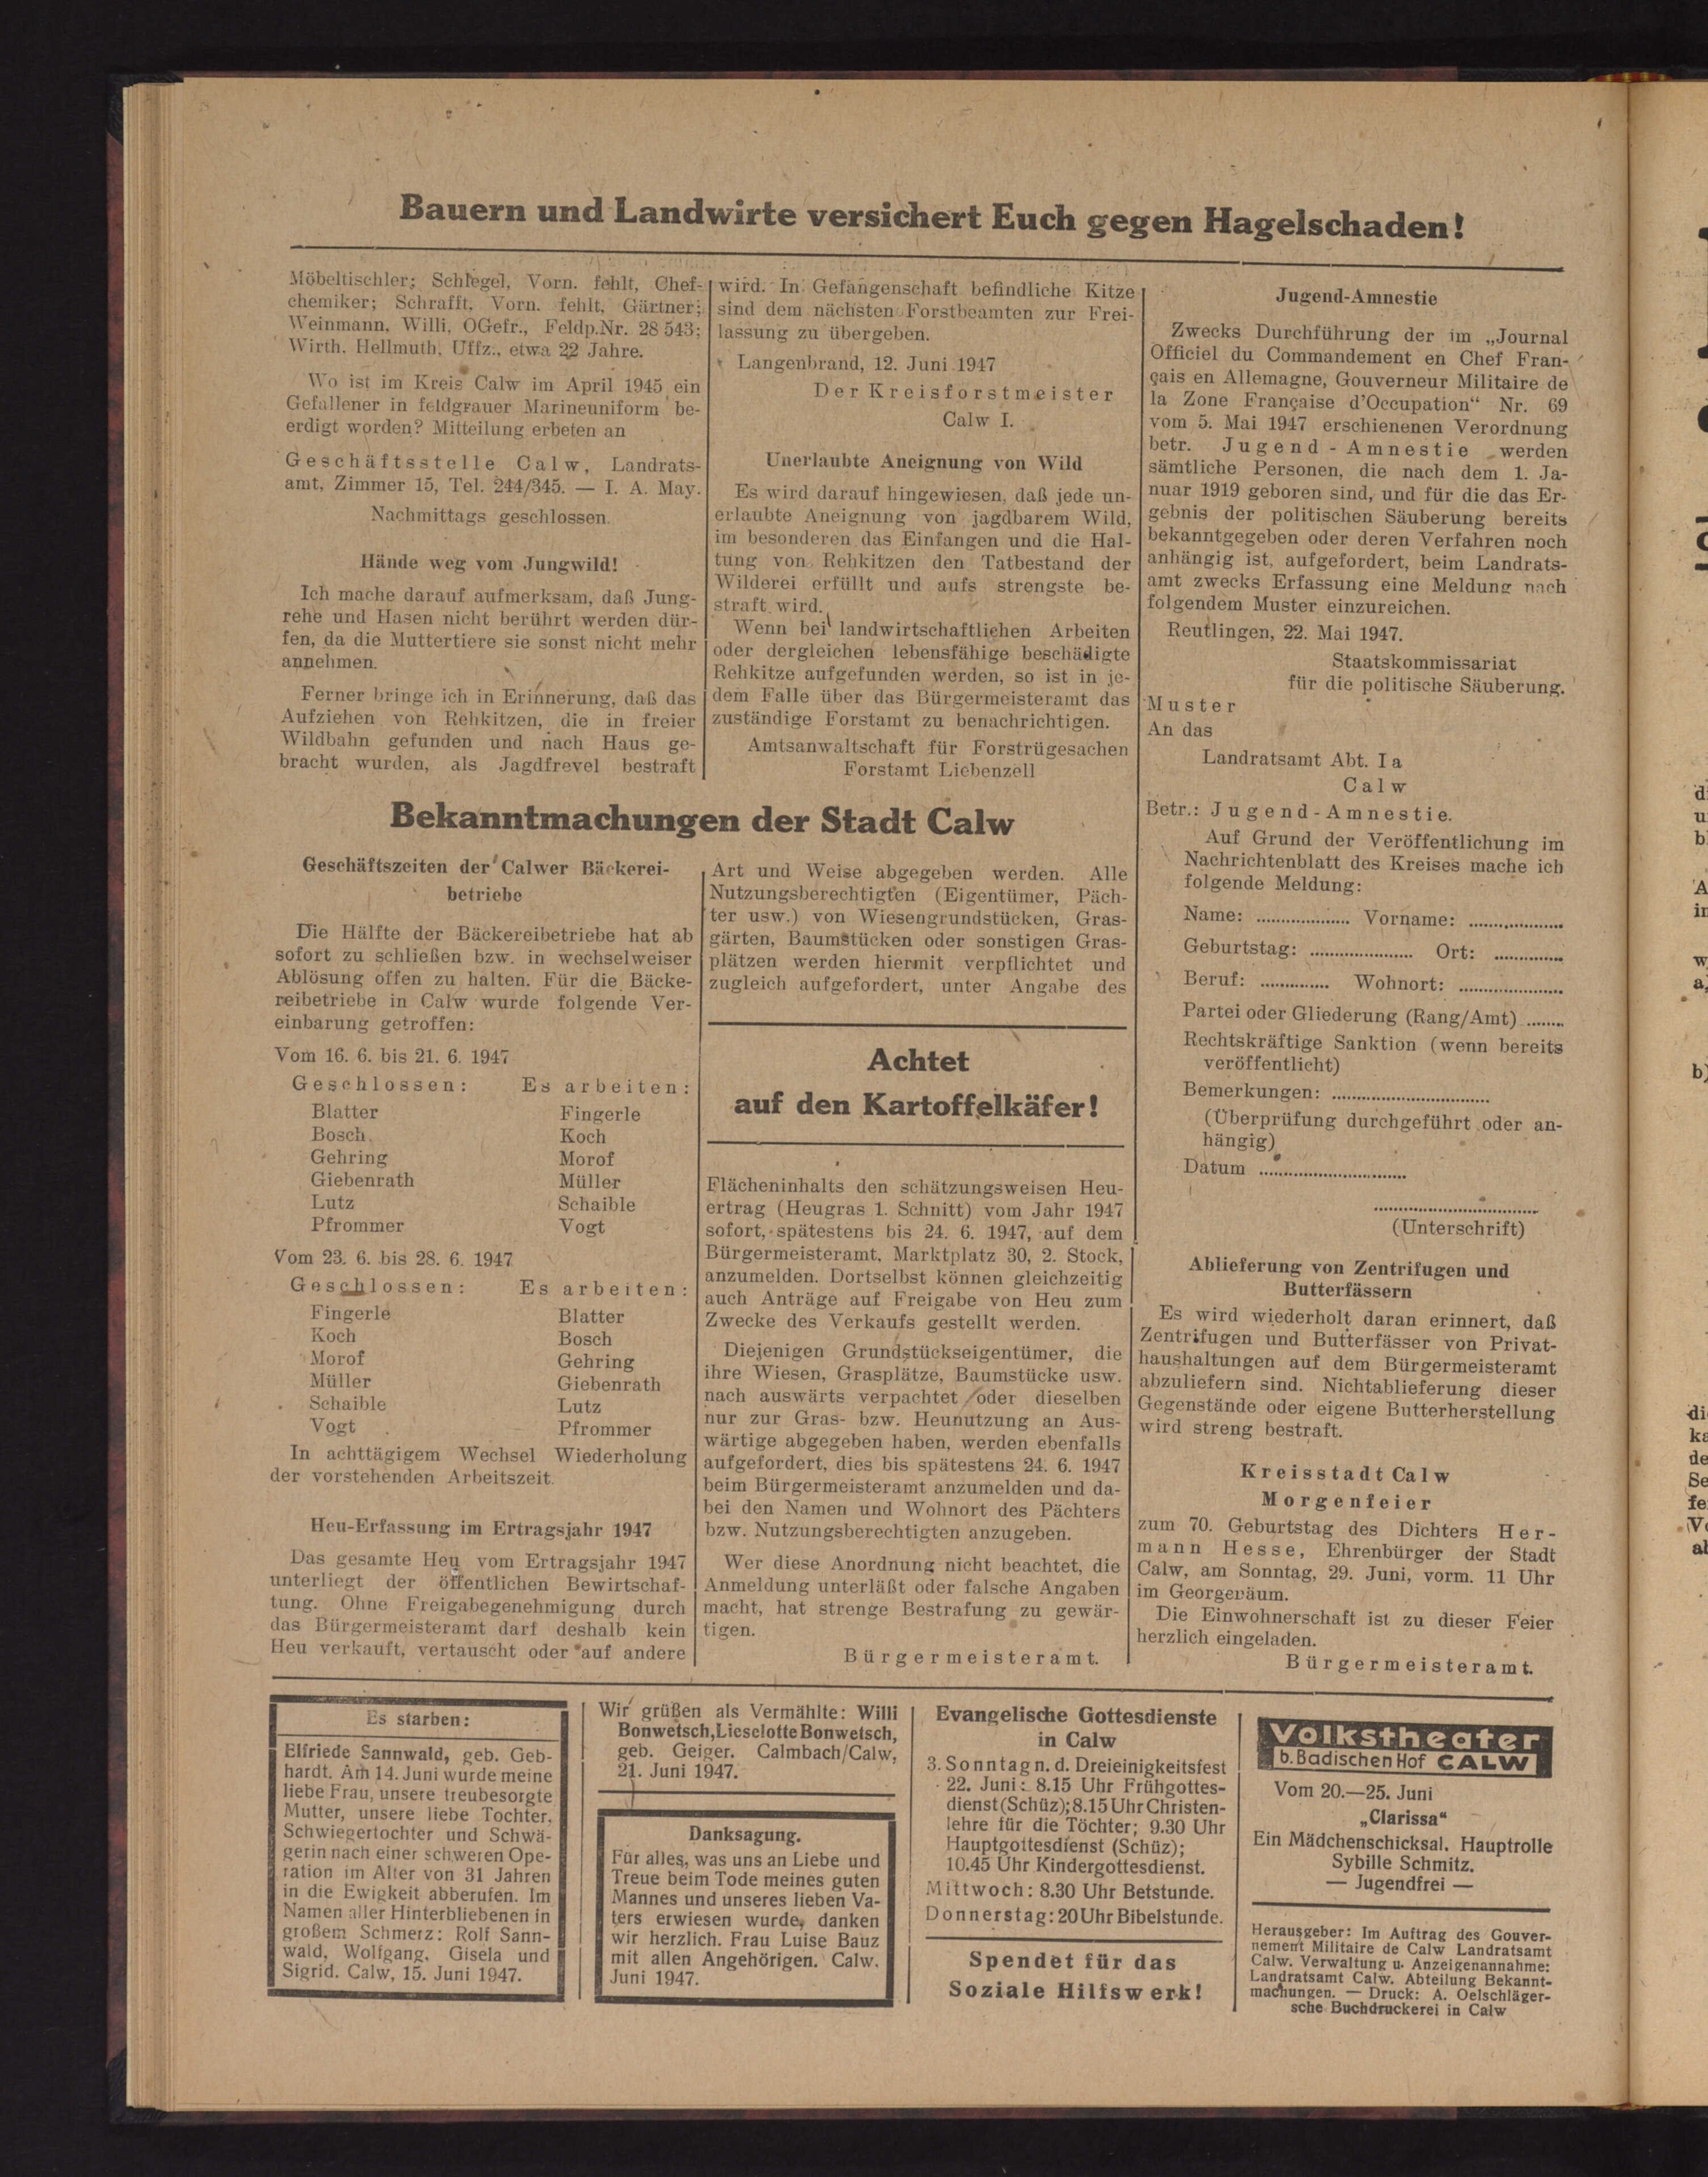 Bauern und Landwirte versichert Euch gegen Hagelschaden!
Möbeltischler; Schlegel, Vorn. fehlt, Chef-
chemiker; Schrafft, Vorn. fehlt, Gärtner;
Weinmann, Willi, OGefr., Feldp.Nr. 28 543;
Wirth, Hellmuth, Uffz., etwa 22 Jahre.
Wo ist im Kreis Calw im April 1945 ein
Gefallener in feldgrauer Marineuniform be-
erdigt worden? Mitteilung erbeten an
Geschäftsstelle Calw, Landrats-
amt, Zimmer 15, Tel. 244/345. — I. A. May.
Nachmittags geschlossen.
Hände weg vom Jungwild!
Ich mache darauf aufmerksam, daß Jung-
rehe und Hasen nicht berührt werden dür-
fen, da die Muttertiere sie sonst nicht mehr
annehmen.
Ferner bringe ich in Erinnerung, daß das
Aufziehen von Rehkitzen, die in freier
Wildbahn gefunden und nach Haus ge-
bracht wurden, als Jagdfrevel bestraft
wird. In Gefangenschaft befindliche Kitze
sind dem nächsten Forstbeamten zur Frei-
lassung zu übergeben.
Langenbrand, 12. Juni 1947
Der Kreisforstmeister
Calw I.
Unerlaubte Aneignung von Wild
Es wird darauf hingewiesen, daß jede un-
erlaubte Aneignung von jagdbarem Wild,
im besonderen das Einfangen und die Hal-
tung von Rehkitzen den Tatbestand der
Wilderei erfüllt und aufs strengste be-
straft wird.
Wenn bei landwirtschaftlichen Arbeiten
oder dergleichen lebensfähige beschädigte
Rehkitze aufgefunden werden, so ist in je-
dem Falle über das Bürgermeisteramt das
zuständige Forstamt zu benachrichtigen.
Amtsanwaltschaft für Forstrügesachen
Forstamt Liebenzell
Bekanntmachungen der Stadt Calw
Geschäftszeiten der Calwer Bäckerei-
betriebe
Die Hälfte der Bäckereibetriebe hat ab
sofort zu schließen bzw. in wechselweiser
Ablösung offen zu halten. Für die Bäcke-
reibetriebe in Calw wurde folgende Ver-
einbarung getroffen:
Vom 16. 6. bis 21. 6. 1947
Geschlossen: Es arbeiten:
Blatter Fingerle
Bosch Koch
Gehring Morof
Giebenrath Müller
Lutz Schaible
Pfrommer Vogt
Vom 23. 6. bis 28. 6. 1947
Geschlossen: Es arbeiten:
Fingerle Blatter
Koch Bosch
Morof Gehring
Müller Giebenrath
Schaible Lutz
Vogt Pfrommer
In achttägigem Wechsel Wiederholung
der vorstehenden Arbeitszeit.
Heu-Erfassung im Ertragsjahr 1947
Das gesamte Heu vom Ertragsjahr 1947
unterliegt der öffentlichen Bewirtschaf-
tung. Ohne Freigabegenehmigung durch
das Bürgermeisteramt darf deshalb kein
Heu verkauft, vertauscht oder auf andere
Art und Weise abgegeben werden. Alle
Nutzungsberechtigten (Eigentümer, Päch-
ter usw.) von Wiesengrundstücken, Gras-
gärten, Baumstücken oder sonstigen Gras-
plätzen werden hiermit verpflichtet und
zugleich aufgefordert, unter Angabe des
Achtet
auf den Kartoffelkäfer!
Flächeninhalts den schätzungsweisen Heu-
ertrag (Heugras 1. Schnitt) vom Jahr 1947
sofort, spätestens bis 24. 6. 1947, auf dem
Bürgermeisteramt, Marktplatz 30, 2. Stock,
anzumelden. Dortselbst können gleichzeitig
auch Anträge auf Freigabe von Heu zum
Zwecke des Verkaufs gestellt werden.
Diejenigen Grundstückseigentümer, die
ihre Wiesen, Grasplätze, Baumstücke usw.
nach auswärts verpachtet oder dieselben
nur zur Gras- bzw. Heunutzung an Aus-
wärtige abgegeben haben, werden ebenfalls
aufgefordert, dies bis spätestens 24. 6. 1947
beim Bürgermeisteramt anzumelden und da-
bei den Namen und Wohnort des Pächters
bzw. Nutzungsberechtigten anzugeben.
Wer diese Anordnung nicht beachtet, die
Anmeldung unterläßt oder falsche Angaben
macht, hat strenge Bestrafung zu gewär-
tigen.
Bürgermeisteramt.
Jugend-Amnestie
Zwecks Durchführung der im „Journal
Officiel du Commandement en Chef Fran-
çais en Allemagne, Gouverneur Militaire de
la Zone Française d'Occupation“ Nr. 69
vom 5. Mai 1947 erschienenen Verordnung
betr. Jugend-Amnestie werden
sämtliche Personen, die nach dem 1. Ja-
nuar 1919 geboren sind, und für die das Er-
gebnis der politischen Säuberung bereits
bekanntgegeben oder deren Verfahren noch
anhängig ist, aufgefordert, beim Landrats-
amt zwecks Erfassung eine Meldung nach
folgendem Muster einzureichen.
Reutlingen, 22. Mai 1947.
Staatskommissariat
für die politische Säuberung.
Muster
An das
Landratsamt Abt. I a
Calw
Betr.: Jugend-Amnestie.
Auf Grund der Veröffentlichung im
Nachrichtenblatt des Kreises mache ich
folgende Meldung:
Name: ................... Vorname: ...................
Geburtstag: ..................... Ort: ..............
Beruf: .............. Wohnort: .....................
Partei oder Gliederung (Rang/Amt) ........
Rechtskräftige Sanktion (wenn bereits
veröffentlicht)
Bemerkungen: ...............................
(Überprüfung durchgeführt oder an-
hängig)
Datum .............................
.................................
(Unterschrift)
Ablieferung von Zentrifugen und
Butterfässern
Es wird wiederholt daran erinnert, daß
Zentrifugen und Butterfässer von Privat-
haushaltungen auf dem Bürgermeisteramt
abzuliefern sind. Nichtablieferung dieser
Gegenstände oder eigene Butterherstellung
wird streng bestraft.
Kreisstadt Calw
Morgenfeier
zum 70. Geburtstag des Dichters Her-
mann Hesse, Ehrenbürger der Stadt
Calw, am Sonntag, 29. Juni, vorm. 11 Uhr
im Georgenäum.
Die Einwohnerschaft ist zu dieser Feier
herzlich eingeladen.
Bürgermeisteramt.
Es starben:
Elfriede Sannwald, geb. Geb-
hardt. Am 14. Juni wurde meine
liebe Frau, unsere treubesorgte
Mutter, unsere liebe Tochter,
Schwiegertochter und Schwä-
gerin nach einer schweren Ope-
ration im Alter von 31 Jahren
in die Ewigkeit abberufen. Im
Namen aller Hinterbliebenen in
großem Schmerz: Rolf Sann-
wald, Wolfgang, Gisela und
Sigrid. Calw, 15. Juni 1947.
Wir grüßen als Vermählte: Willi
Bonwetsch, Lieselotte Bonwetsch,
geb. Geiger. Calmbach/Calw,
21. Juni 1947.
Danksagung.
Für alles, was uns an Liebe und
Treue beim Tode meines guten
Mannes und unseres lieben Va-
ters erwiesen wurde, danken
wir herzlich. Frau Luise Bauz
mit allen Angehörigen. Calw,
Juni 1947.
Evangelische Gottesdienste
in Calw
3. Sonntag n. d. Dreieinigkeitsfest
22. Juni: 8.15 Uhr Frühgottes-
dienst (Schüz); 8.15 Uhr Christen-
lehre für die Töchter; 9.30 Uhr
Hauptgottesdienst (Schüz);
10.45 Uhr Kindergottesdienst.
Mittwoch: 8.30 Uhr Betstunde.
Donnerstag: 20 Uhr Bibelstunde.
Spendet für das
Soziale Hilfswerk!
Volkstheater
b. Badischen Hof CALW
Vom 20.—25. Juni
„Clarissa“
Ein Mädchenschicksal. Hauptrolle
Sybille Schmitz.
— Jugendfrei —
Herausgeber: Im Auftrag des Gouver-
nement Militaire de Calw Landratsamt
Calw. Verwaltung u. Anzeigenannahme:
Landratsamt Calw. Abteilung Bekannt-
machungen. — Druck: A. Oelschläger-
sche Buchdruckerei in Calw